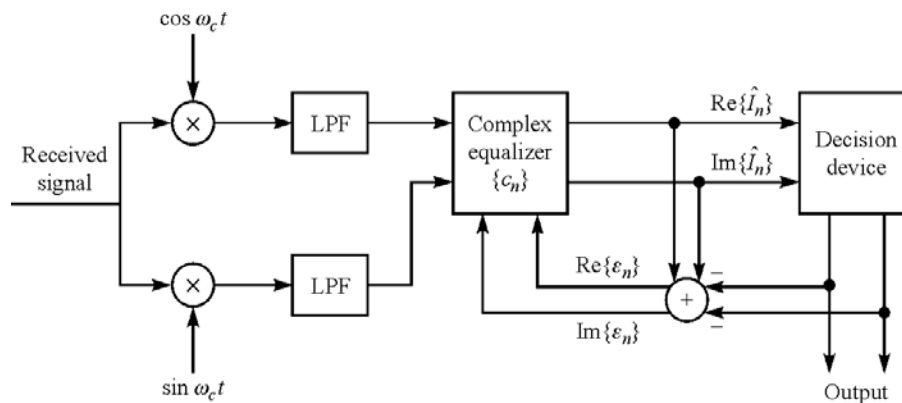 cos ω_c t
×
LPF
Received
signal
Complex
equalizer
{c_n}
Re{Î_n}
Im{Î_n}
Decision
device
×
LPF
sin ω_c t
Re{ε_n}
Im{ε_n}
+
−
−
Output